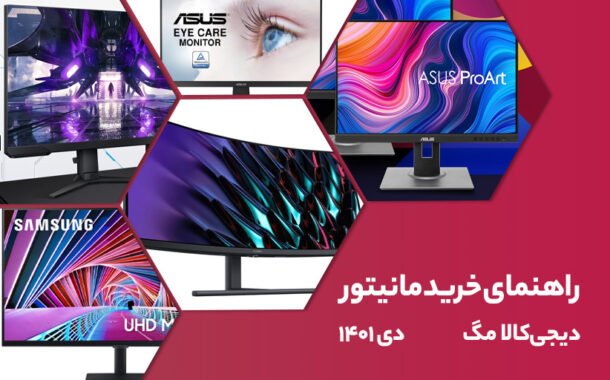 ASUS
EYE CARE
MONITOR
ASUS ProArt
SAMSUNG
UHD M
راهنمای خرید مانیتور
دیجی‌کالا مگ    دی ۱۴۰۱